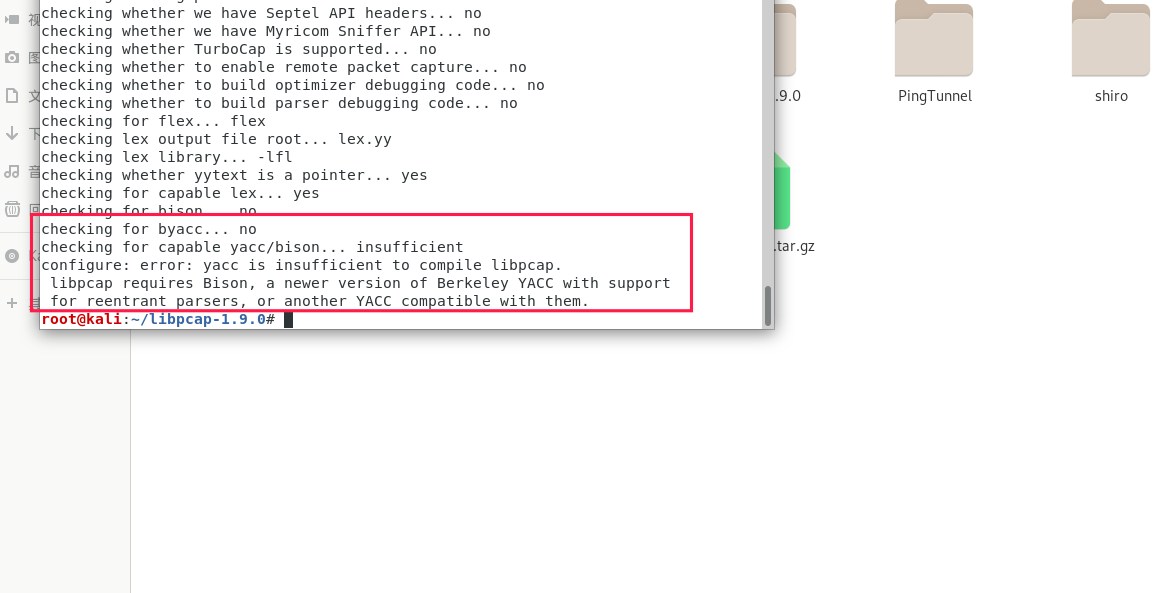 checking whether we have Septel API headers... no
checking whether we have Myricom Sniffer API... no
checking whether TurboCap is supported... no
checking whether to enable remote packet capture... no
checking whether to build optimizer debugging code... no
checking whether to build parser debugging code... no
checking for flex... flex
checking lex output file root... lex.yy
checking lex library... -lfl
checking whether yytext is a pointer... yes
checking for capable lex... yes
checking for bison... no
checking for byacc... no
checking for capable yacc/bison... insufficient
configure: error: yacc is insufficient to compile libpcap.
 libpcap requires Bison, a newer version of Berkeley YACC with support
 for reentrant parsers, or another YACC compatible with them.
root@kali:~/libpcap-1.9.0#
.9.0
PingTunnel
shiro
.tar.gz
视
图
文
下
音
回